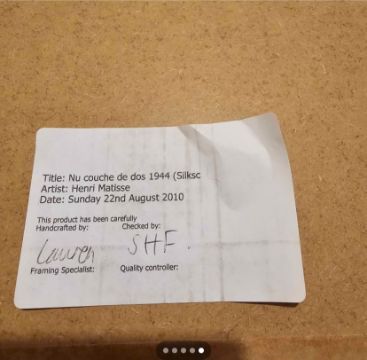 Title: Nu couche de dos 1944 (Silksc
Artist: Henri Matisse
Date: Sunday 22nd August 2010
This product has been carefully
Handcrafted by: Checked by:
Lauren SHF.
Framing Specialist: Quality controller: